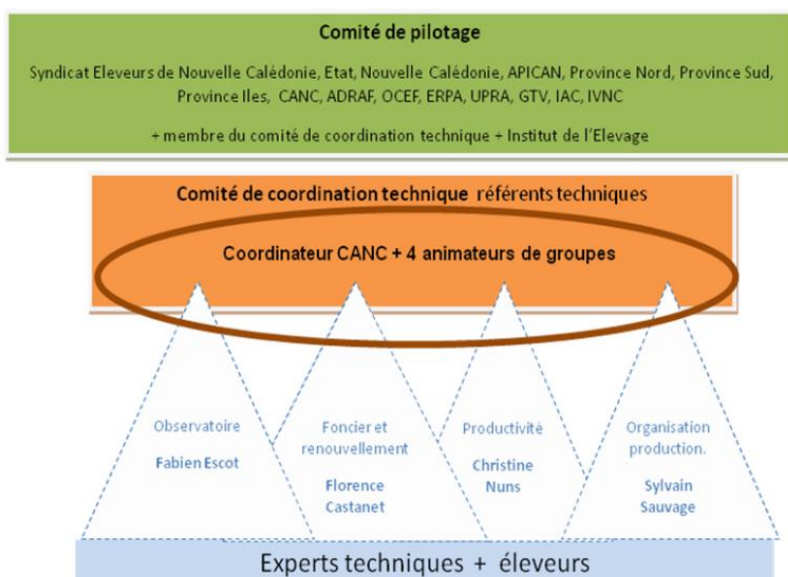 Comité de pilotage
Syndicat Eleveurs de Nouvelle Calédonie, Etat, Nouvelle Calédonie, APICAN, Province Nord, Province Sud,
Province Iles, CANC, ADRAF, OCEF, ERPA, UPRA, GTV, IAC, IVNC
+ membre du comité de coordination technique + Institut de l'Elevage
Comité de coordination technique référents techniques
Coordinateur CANC + 4 animateurs de groupes
Observatoire
Fabien Escot
Foncier et
renouvellement
Florence
Castanet
Productivité
Christine
Nuns
Organisation
production.
Sylvain
Sauvage
Experts techniques + éleveurs